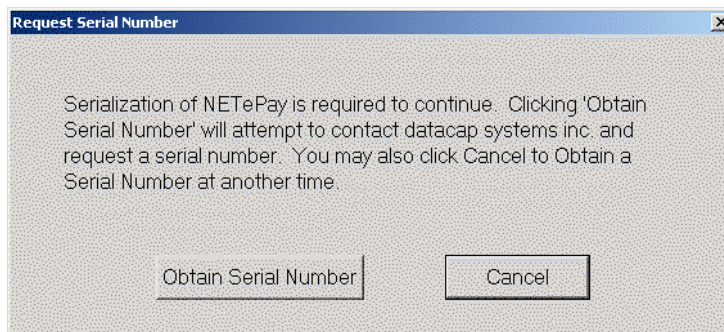 Request Serial Number
Serialization of NETePay is required to continue. Clicking 'Obtain
Serial Number' will attempt to contact datacap systems inc. and
request a serial number. You may also click Cancel to Obtain a
Serial Number at another time.
Obtain Serial Number Cancel